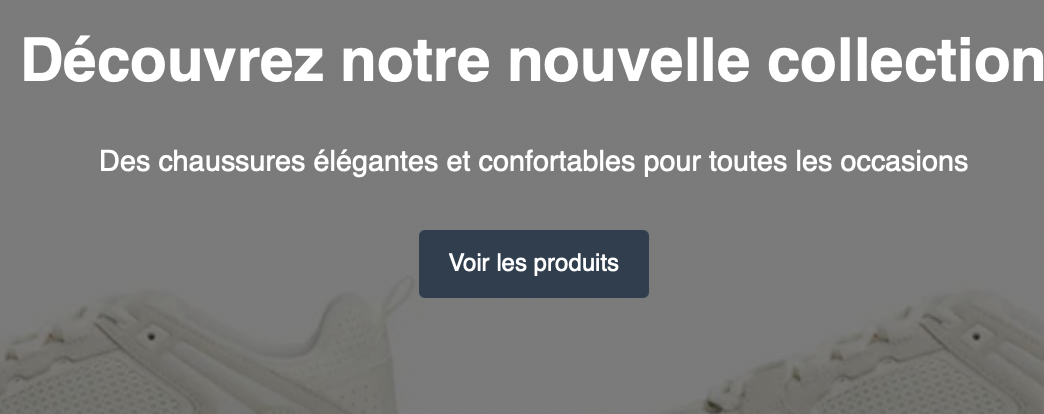 Découvrez notre nouvelle collection
Des chaussures élégantes et confortables pour toutes les occasions
Voir les produits